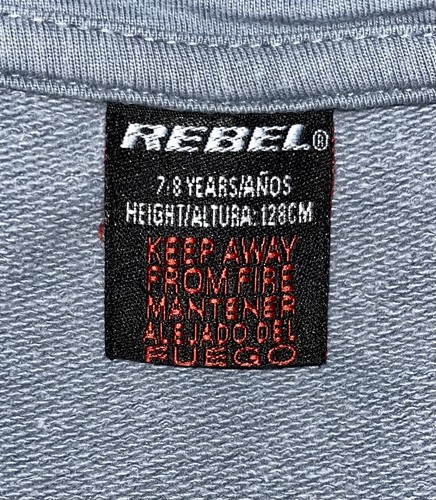 REBEL®
7-8 YEARS/AÑOS
HEIGHT/ALTURA: 128CM
KEEP AWAY
FROM FIRE
MANTENER
ALEJADO DEL
FUEGO